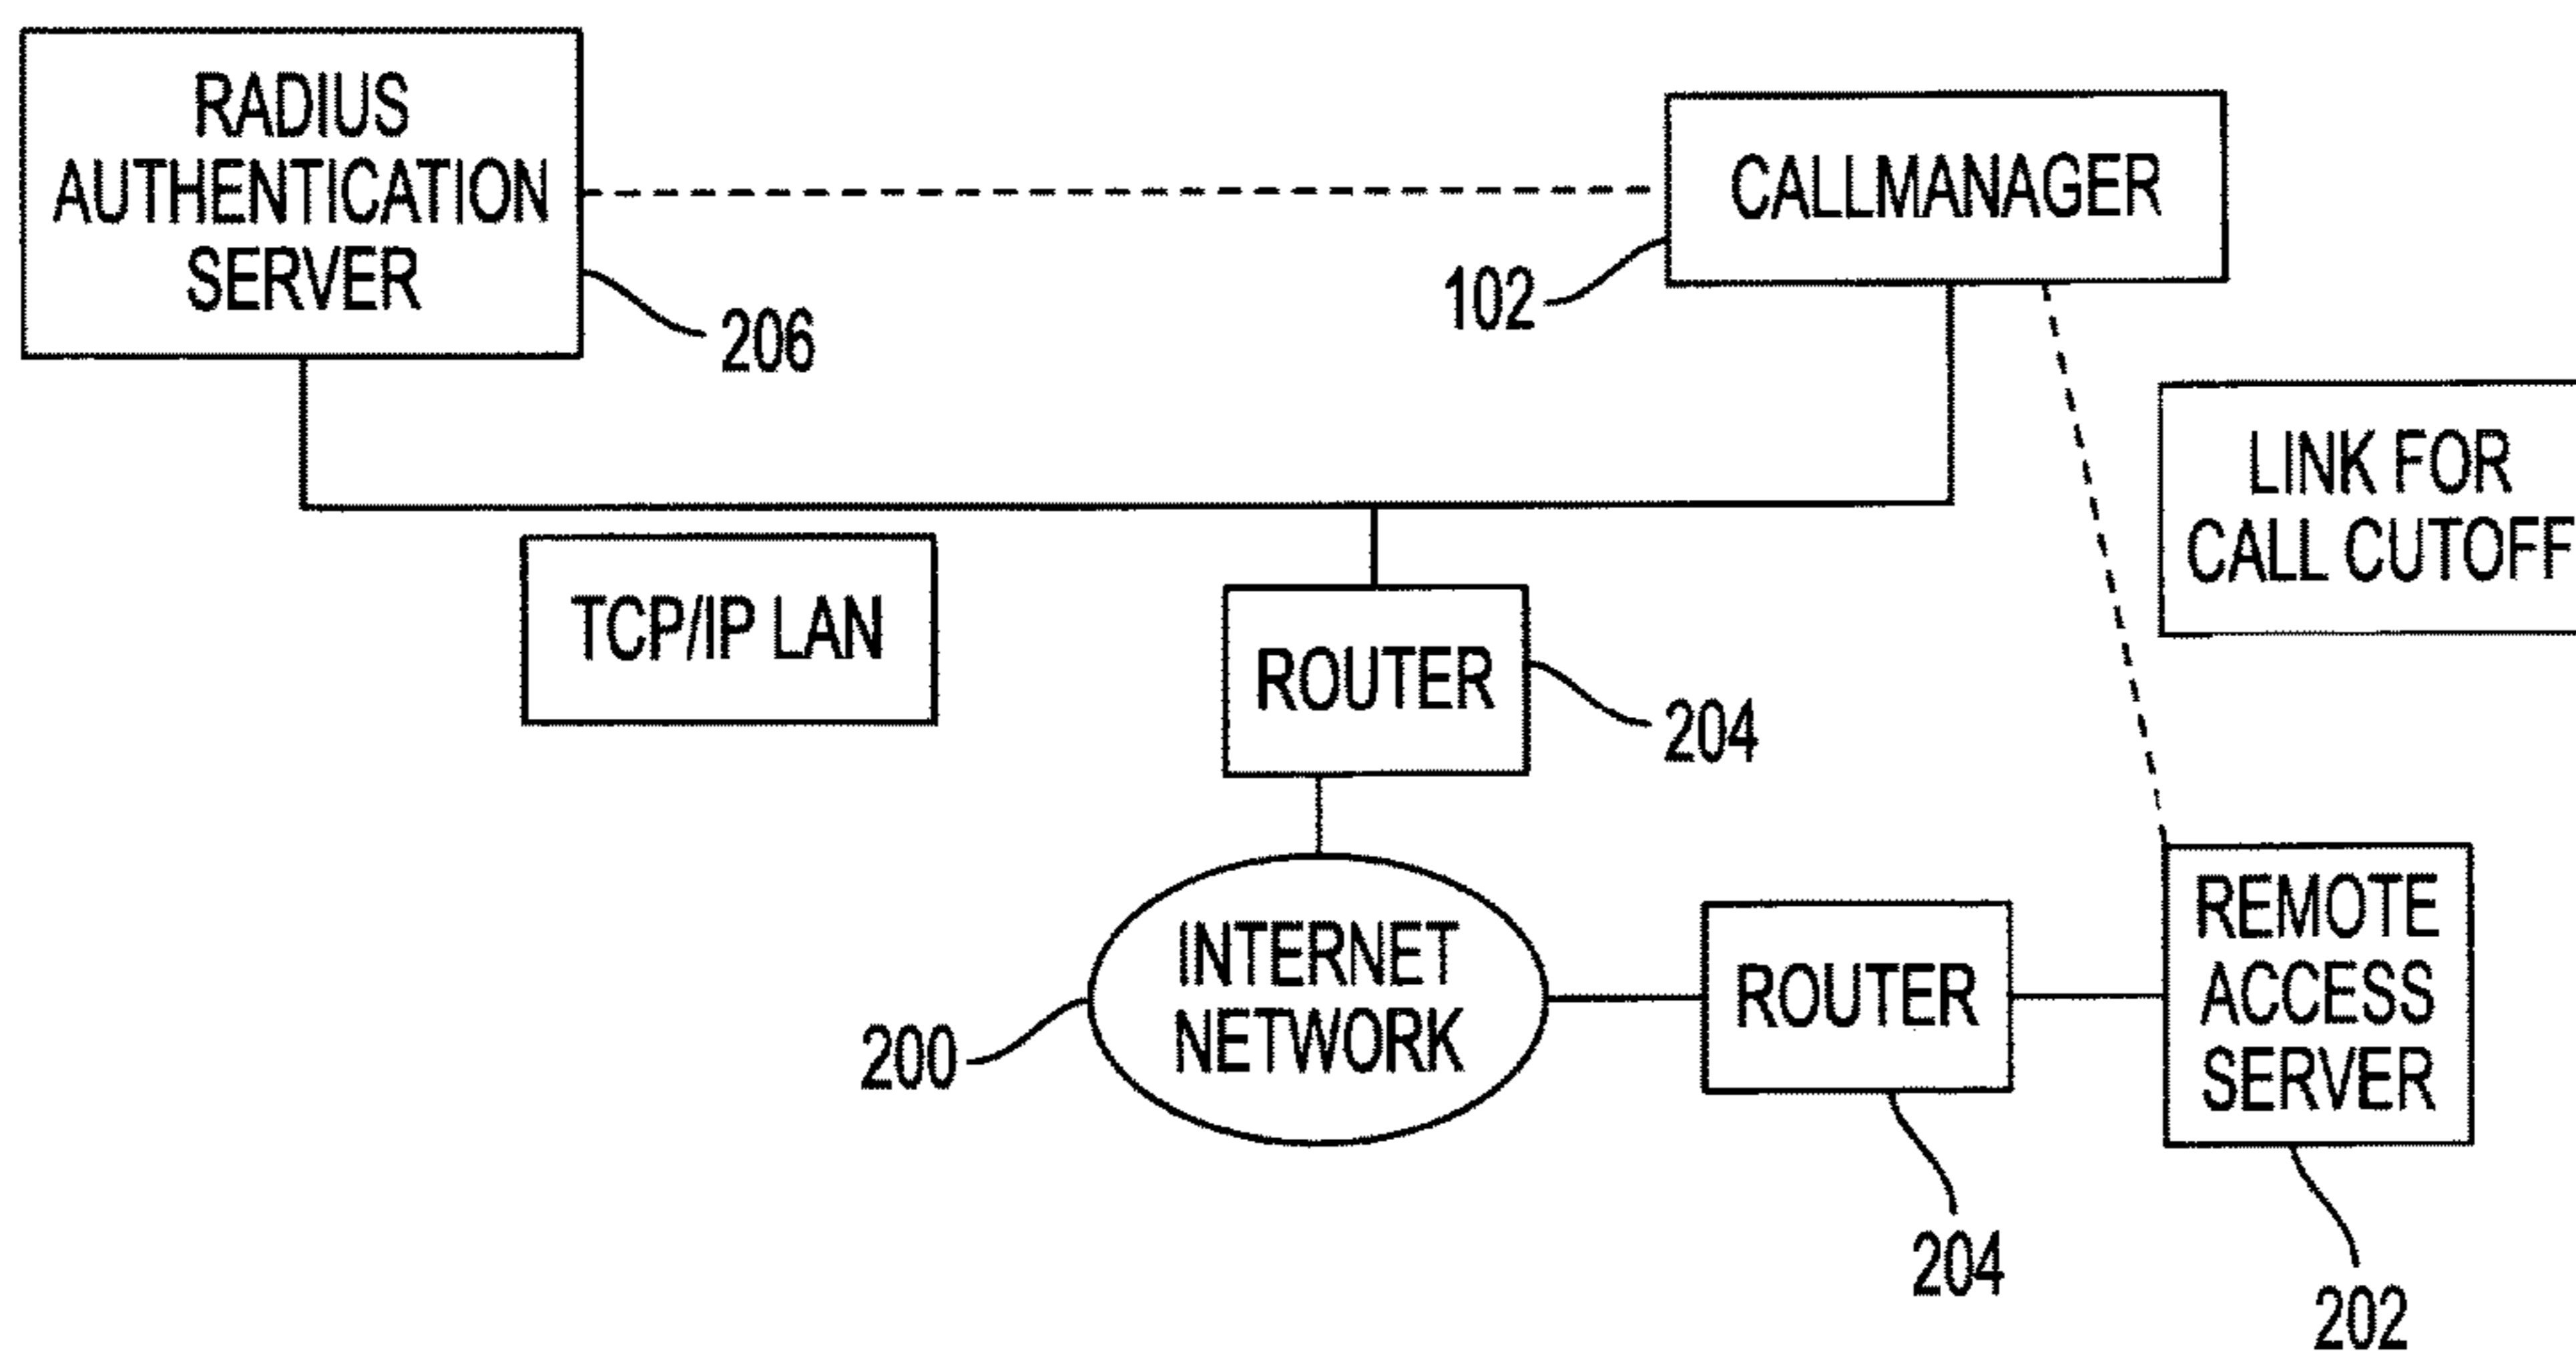 RADIUS
AUTHENTICATION
SERVER
206
CALLMANAGER
102
LINK FOR
CALL CUTOFF
TCP/IP LAN
ROUTER
204
INTERNET
NETWORK
200
ROUTER
204
REMOTE
ACCESS
SERVER
202